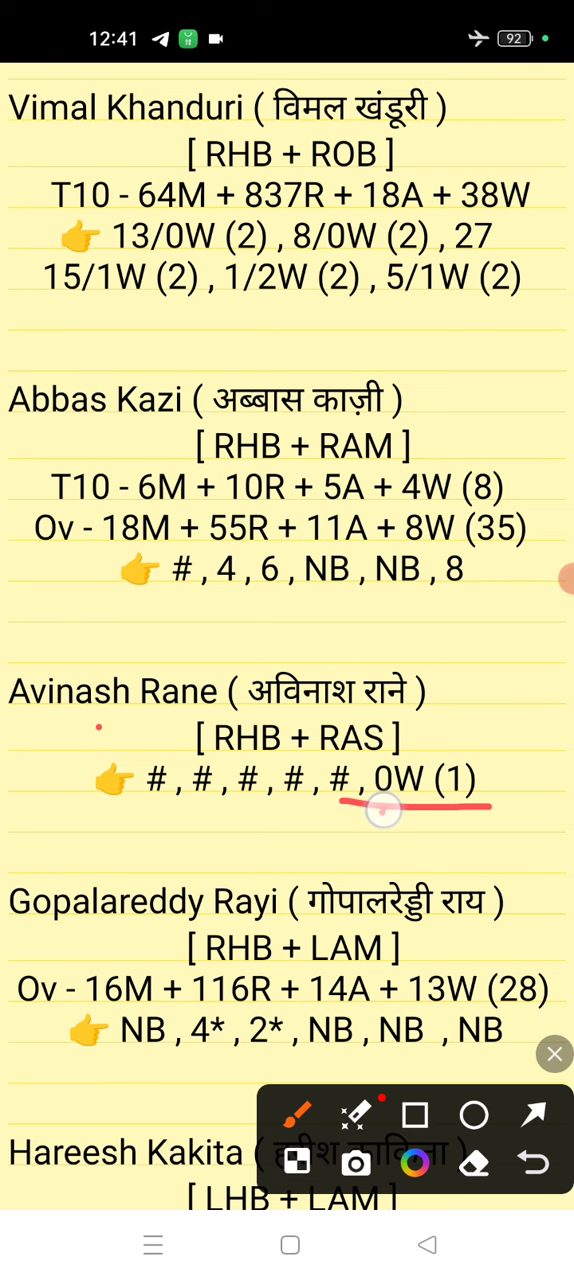 12:41
92
Vimal Khanduri ( विमल खंडूरी )
[ RHB + ROB ]
T10 - 64M + 837R + 18A + 38W
👉 13/0W (2) , 8/0W (2) , 27
15/1W (2) , 1/2W (2) , 5/1W (2)
Abbas Kazi ( अब्बास काज़ी )
[ RHB + RAM ]
T10 - 6M + 10R + 5A + 4W (8)
Ov - 18M + 55R + 11A + 8W (35)
👉 # , 4 , 6 , NB , NB , 8
Avinash Rane ( अविनाश राने )
[ RHB + RAS ]
👉 # , # , # , # , # , 0W (1)
Gopalareddy Rayi ( गोपालरेड्डी राय )
[ RHB + LAM ]
Ov - 16M + 116R + 14A + 13W (28)
👉 NB , 4* , 2* , NB , NB , NB
Hareesh Kakita ( )
[ LHB + LAM ]